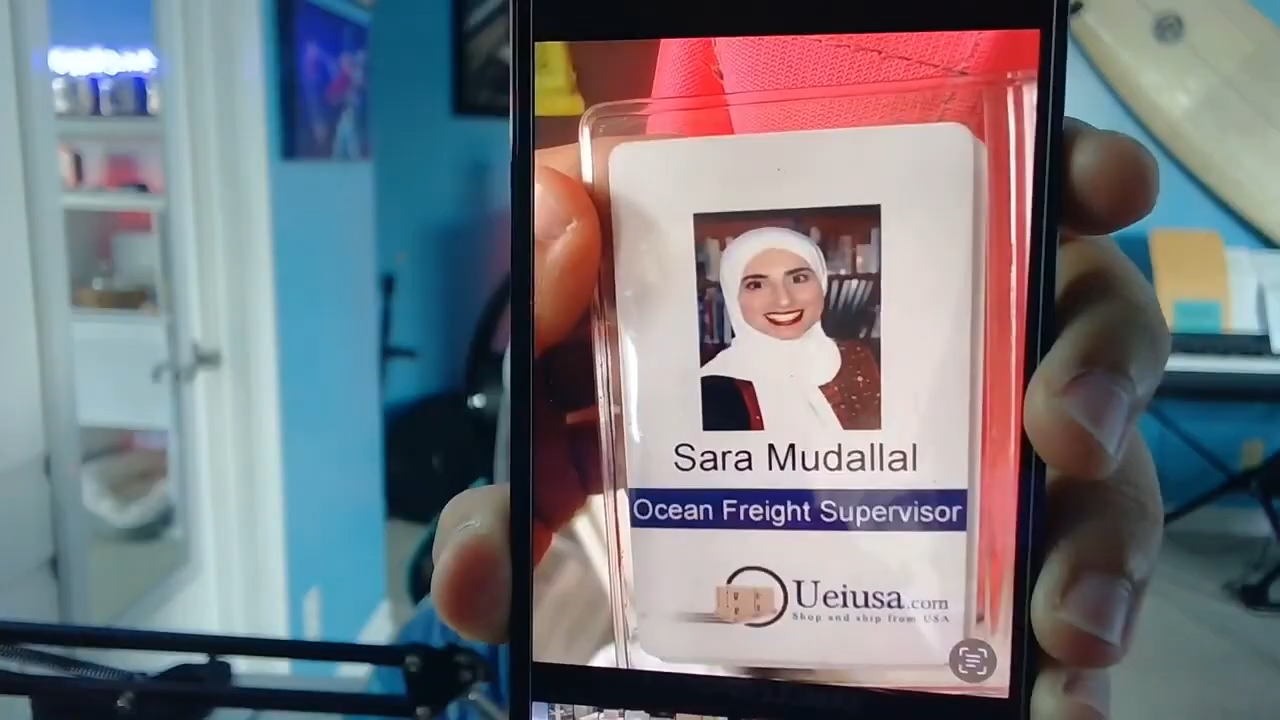 Sara Mudallal
Ocean Freight Supervisor
Ueiusa.com
Shop and ship from USA